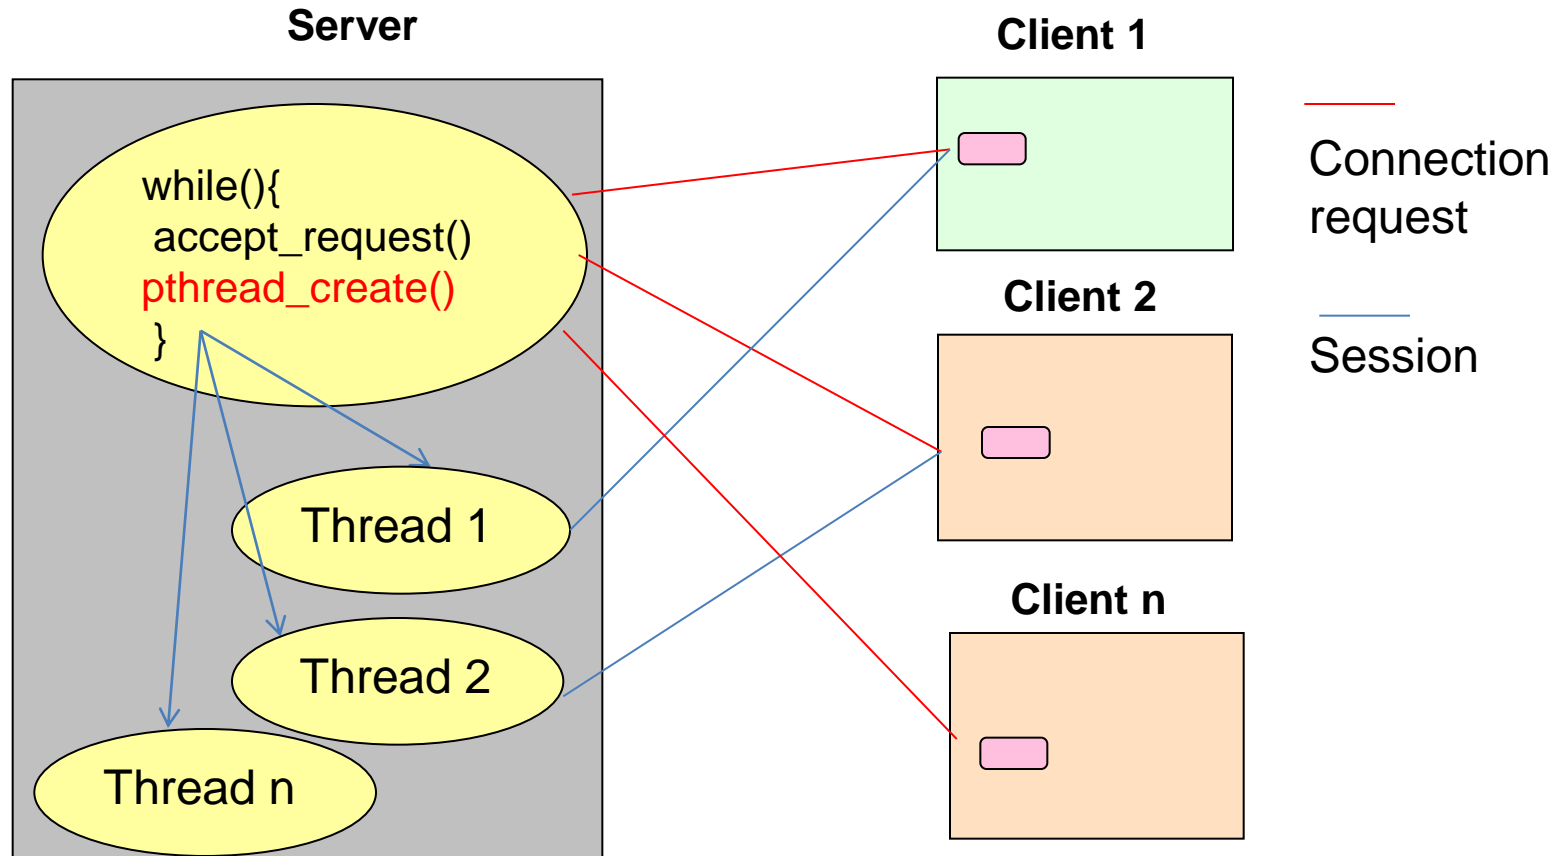 Server
while(){
accept_request()
pthread_create()
}
Thread 1
Thread 2
Thread n
Client 1
Client 2
Client n
Connection
request
Session